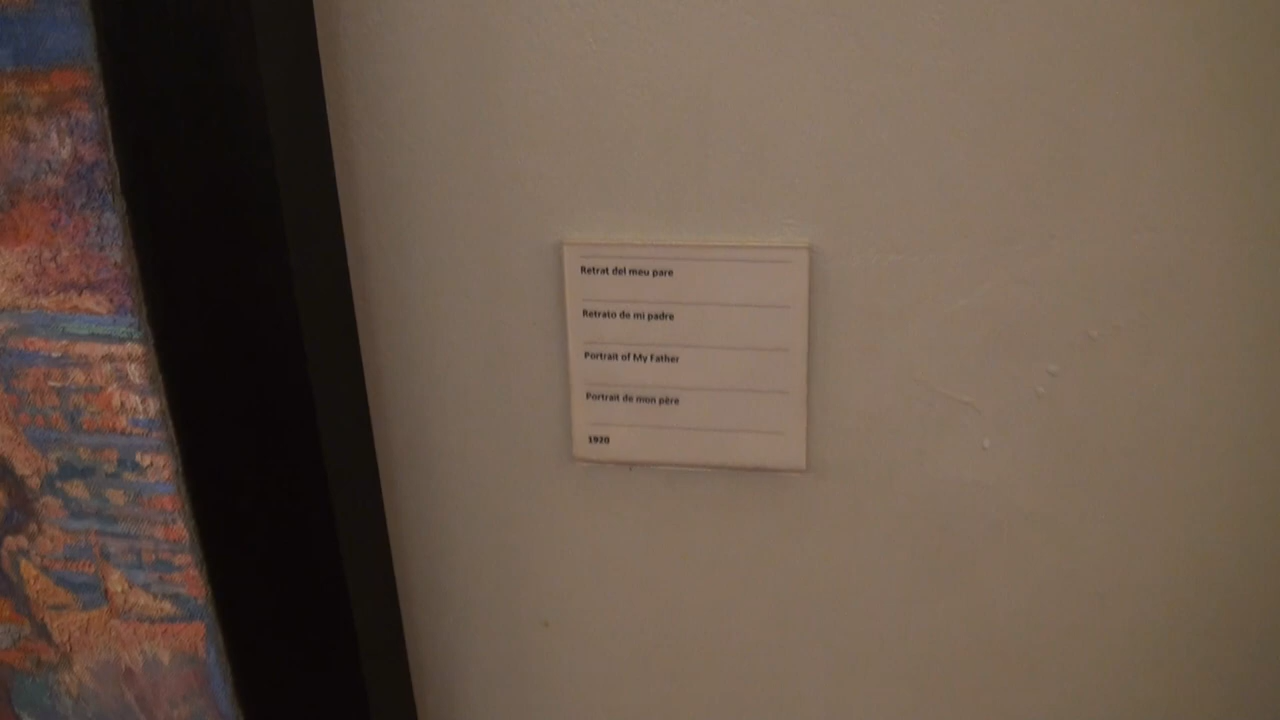 Retrat del meu pare
Retrato de mi padre
Portrait of My Father
Portrait de mon père
1920